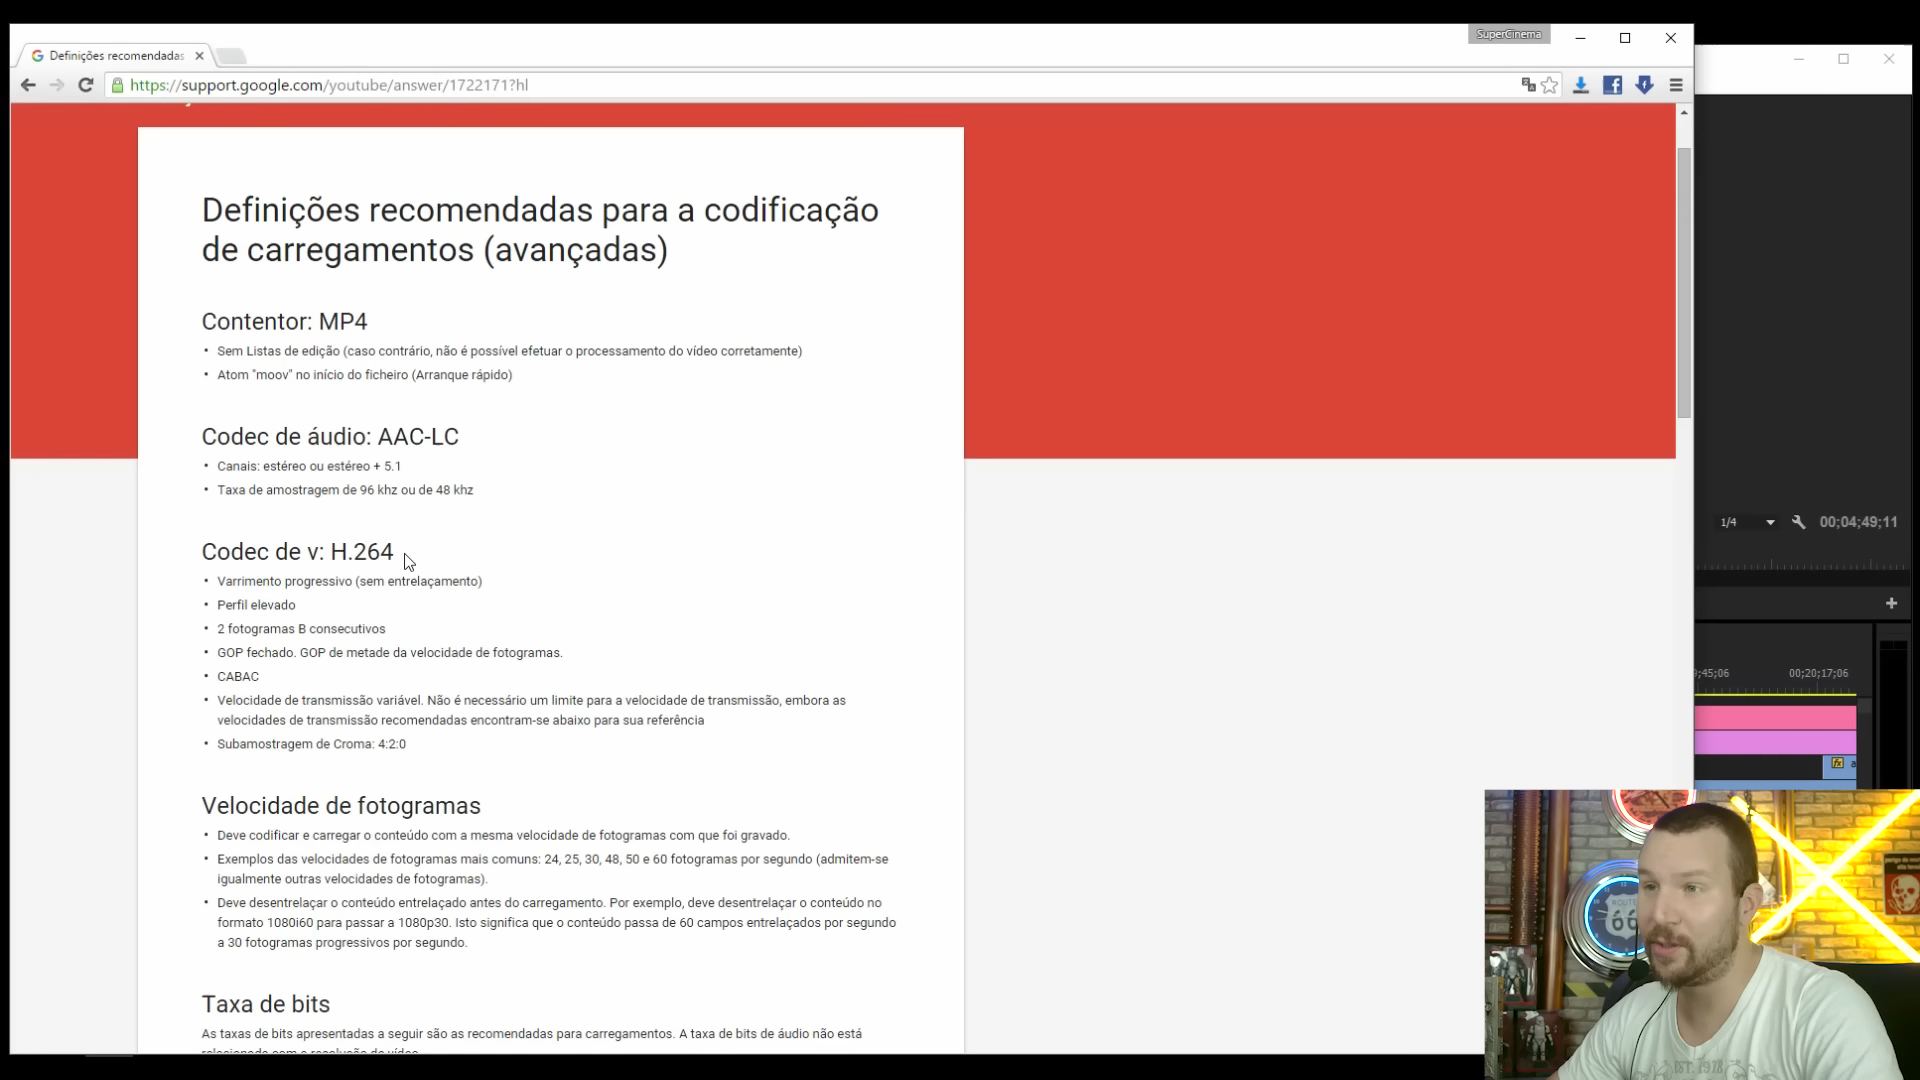 SuperCinema
Definições recomendadas
https://support.google.com/youtube/answer/1722171?hl
Definições recomendadas para a codificação
de carregamentos (avançadas)
Contentor: MP4
• Sem Listas de edição (caso contrário, não é possível efetuar o processamento do vídeo corretamente)
• Atom "moov" no início do ficheiro (Arranque rápido)
Codec de áudio: AAC-LC
• Canais: estéreo ou estéreo + 5.1
• Taxa de amostragem de 96 khz ou de 48 khz
Codec de v: H.264
• Varrimento progressivo (sem entrelaçamento)
• Perfil elevado
• 2 fotogramas B consecutivos
• GOP fechado. GOP de metade da velocidade de fotogramas.
• CABAC
• Velocidade de transmissão variável. Não é necessário um limite para a velocidade de transmissão, embora as
velocidades de transmissão recomendadas encontram-se abaixo para sua referência
• Subamostragem de Croma: 4:2:0
Velocidade de fotogramas
• Deve codificar e carregar o conteúdo com a mesma velocidade de fotogramas com que foi gravado.
• Exemplos das velocidades de fotogramas mais comuns: 24, 25, 30, 48, 50 e 60 fotogramas por segundo (admitem-se
igualmente outras velocidades de fotogramas).
• Deve desentrelaçar o conteúdo entrelaçado antes do carregamento. Por exemplo, deve desentrelaçar o conteúdo no
formato 1080i60 para passar a 1080p30. Isto significa que o conteúdo passa de 60 campos entrelaçados por segundo
a 30 fotogramas progressivos por segundo.
Taxa de bits
As taxas de bits apresentadas a seguir são as recomendadas para carregamentos. A taxa de bits de áudio não está
1/4
00;04;49;11
;45;06
00;20;17;06
fx a
ROUTE
66
EST. 1978